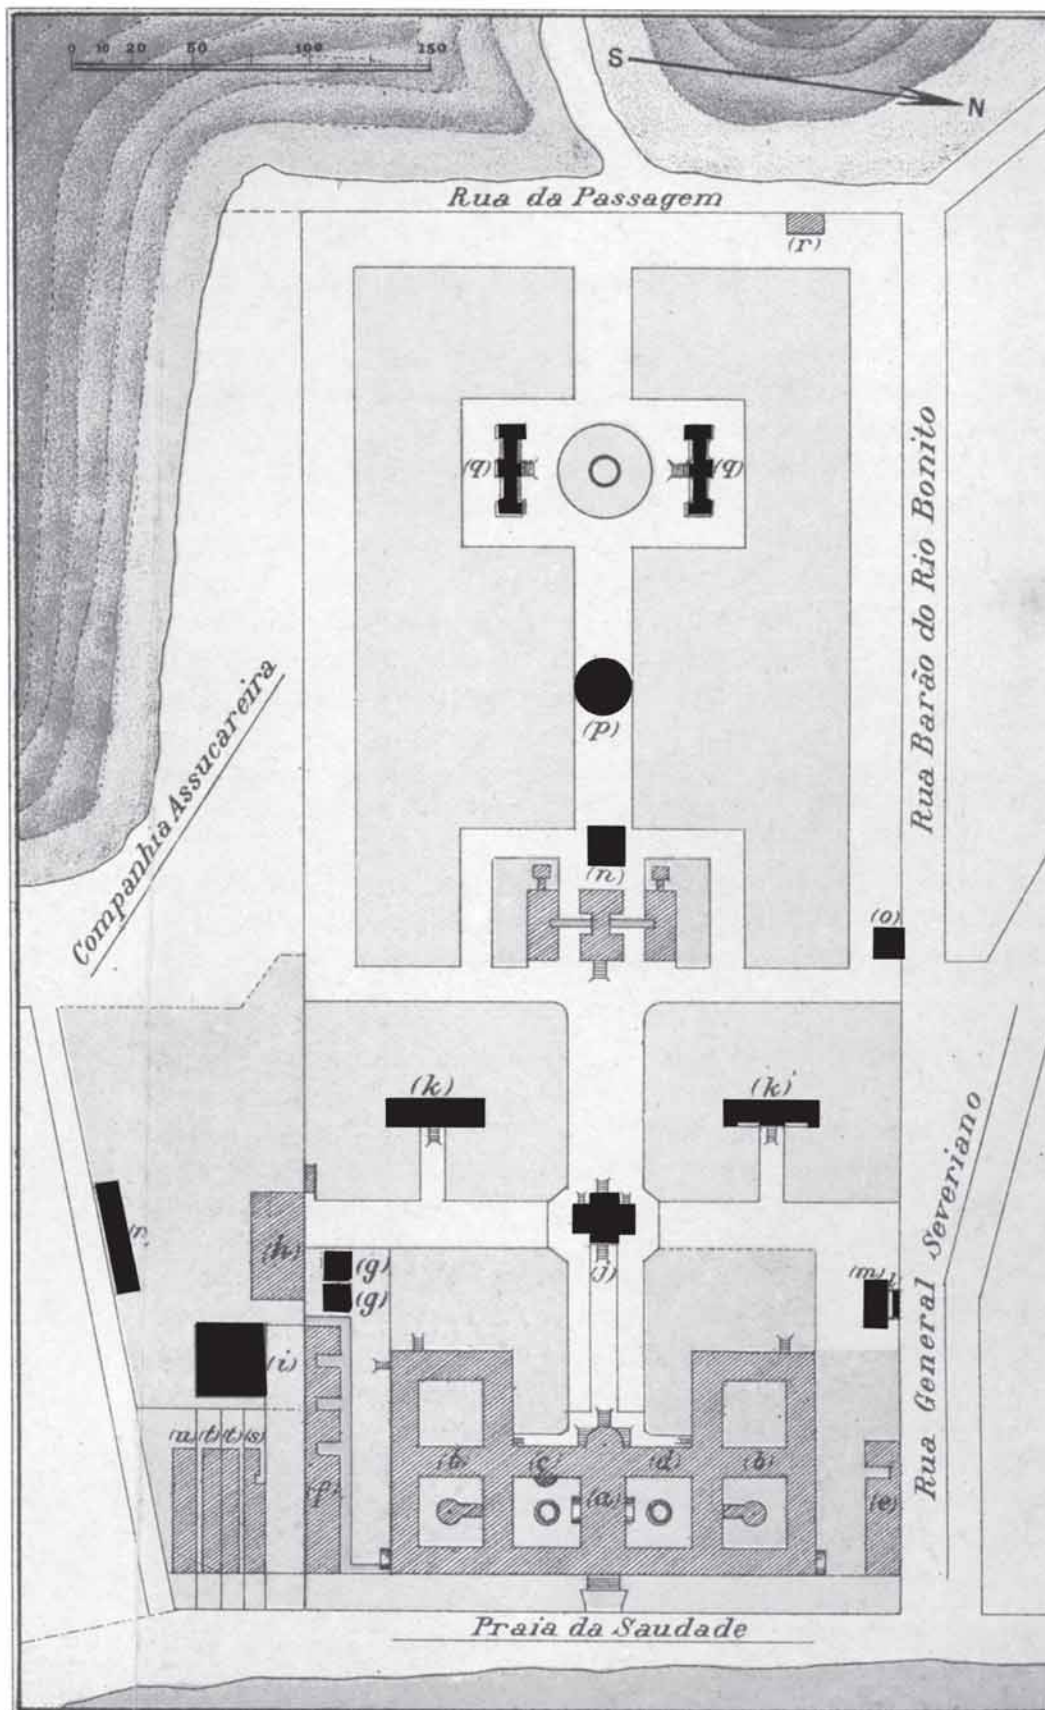 0 10 20 50 100 150
S N
Rua da Passagem
(r)
(q) (q)
Rua Barão do Rio Bonito
(p)
Companhia Assucareira
(n)
(o)
(k) (k)'
Rua General Severiano
(h)
(g)
(g)
(j)
(m)
(i)
(u) (t) (t) (s)
(f)
(b) (c) (a) (d) (b)
(e)
Praia da Saudade